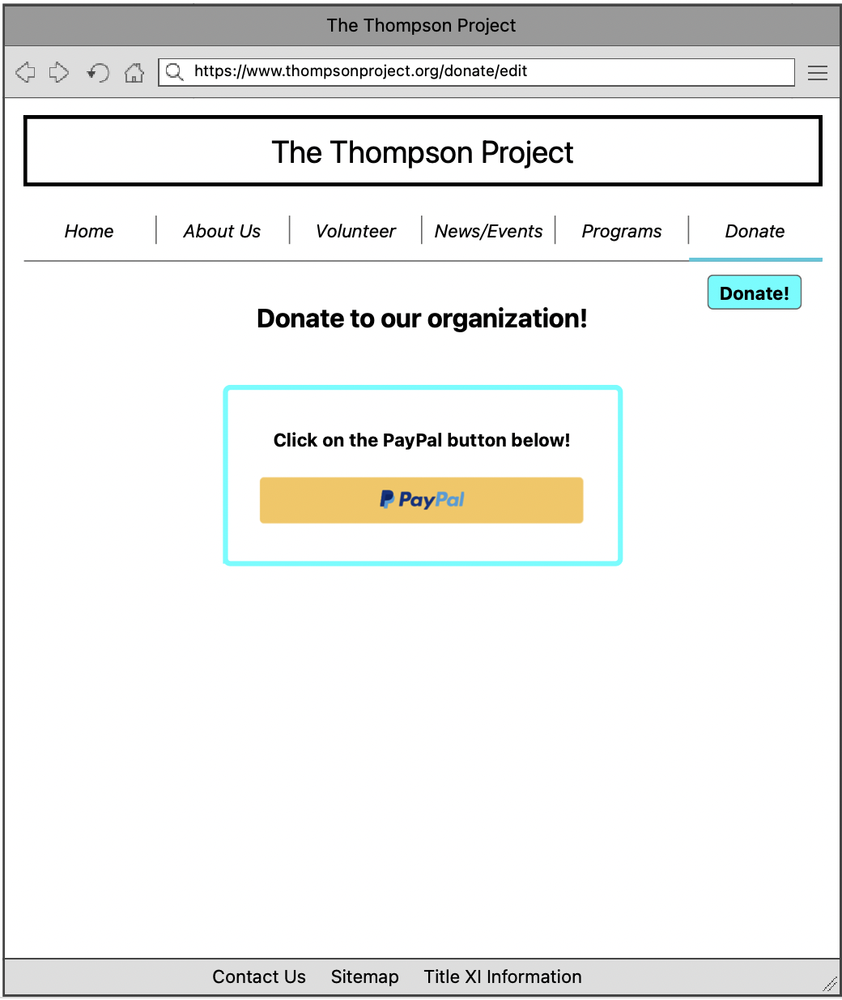 The Thompson Project
https://www.thompsonproject.org/donate/edit
The Thompson Project
Home About Us Volunteer News/Events Programs Donate
Donate!
Donate to our organization!
Click on the PayPal button below!
PayPal
Contact Us Sitemap Title XI Information